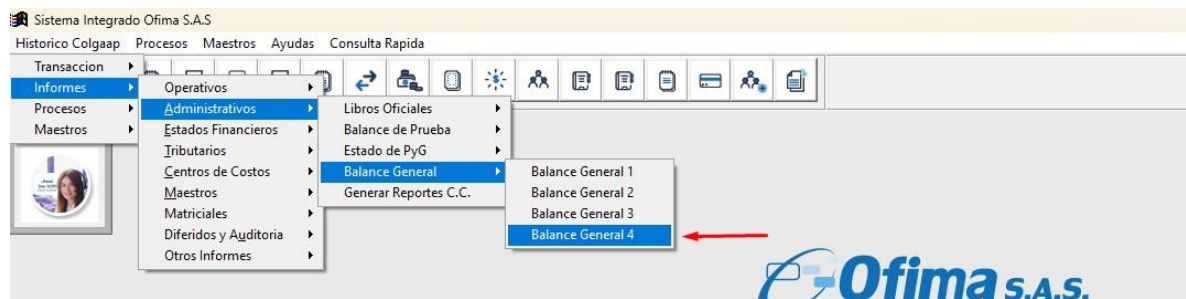 Sistema Integrado Ofima S.A.S
Historico Colgaap Procesos Maestros Ayudas Consulta Rapida
Transaccion
Informes
Procesos
Maestros
Operativos
Administrativos
Estados Financieros
Tributarios
Centros de Costos
Maestros
Matriciales
Diferidos y Auditoria
Otros Informes
Libros Oficiales
Balance de Prueba
Estado de PyG
Balance General
Generar Reportes C.C.
Balance General 1
Balance General 2
Balance General 3
Balance General 4
Ofima S.A.S.